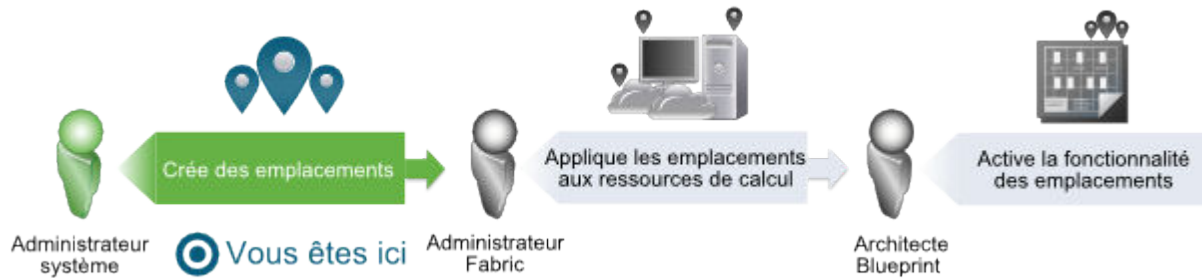 Crée des emplacements
Applique les emplacements
aux ressources de calcul
Active la fonctionnalité
des emplacements
Administrateur
système
Vous êtes ici
Administrateur
Fabric
Architecte
Blueprint